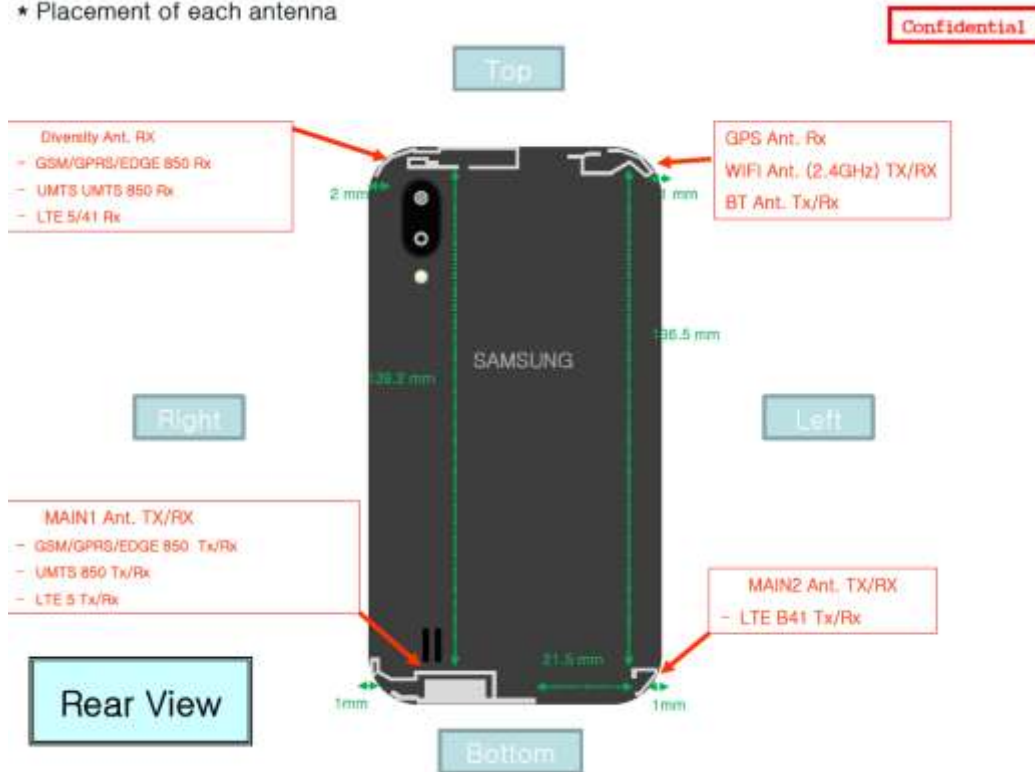 * Placement of each antenna
Confidential
Top
Diversity Ant. RX
- GSM/GPRS/EDGE 850 Rx
- UMTS UMTS 850 Rx
- LTE 5/41 Rx
GPS Ant. Rx
WIFI Ant. (2.4GHz) TX/RX
BT Ant. Tx/Rx
2 mm
1 mm
SAMSUNG
136.5 mm
mm
Right
Left
MAIN1 Ant. TX/RX
- GSM/GPRS/EDGE 850 Tx/Rx
- UMTS 850 Tx/Rx
- LTE 5 Tx/Rx
MAIN2 Ant. TX/RX
- LTE B41 Tx/Rx
21.5 mm
1mm
1mm
Rear View
Bottom